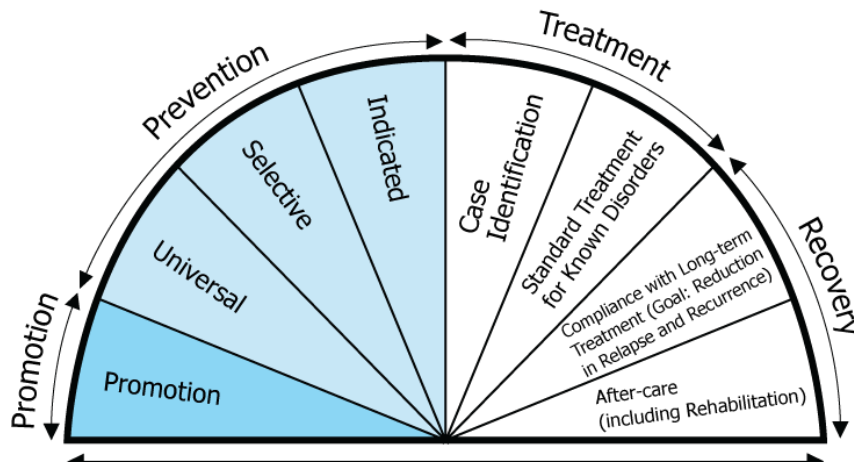 Promotion
Prevention
Treatment
Recovery
Promotion
Universal
Selective
Indicated
Case
Identification
Standard Treatment
for Known Disorders
Compliance with Long-term
Treatment (Goal: Reduction
in Relapse and Recurrence)
After-care
(including Rehabilitation)